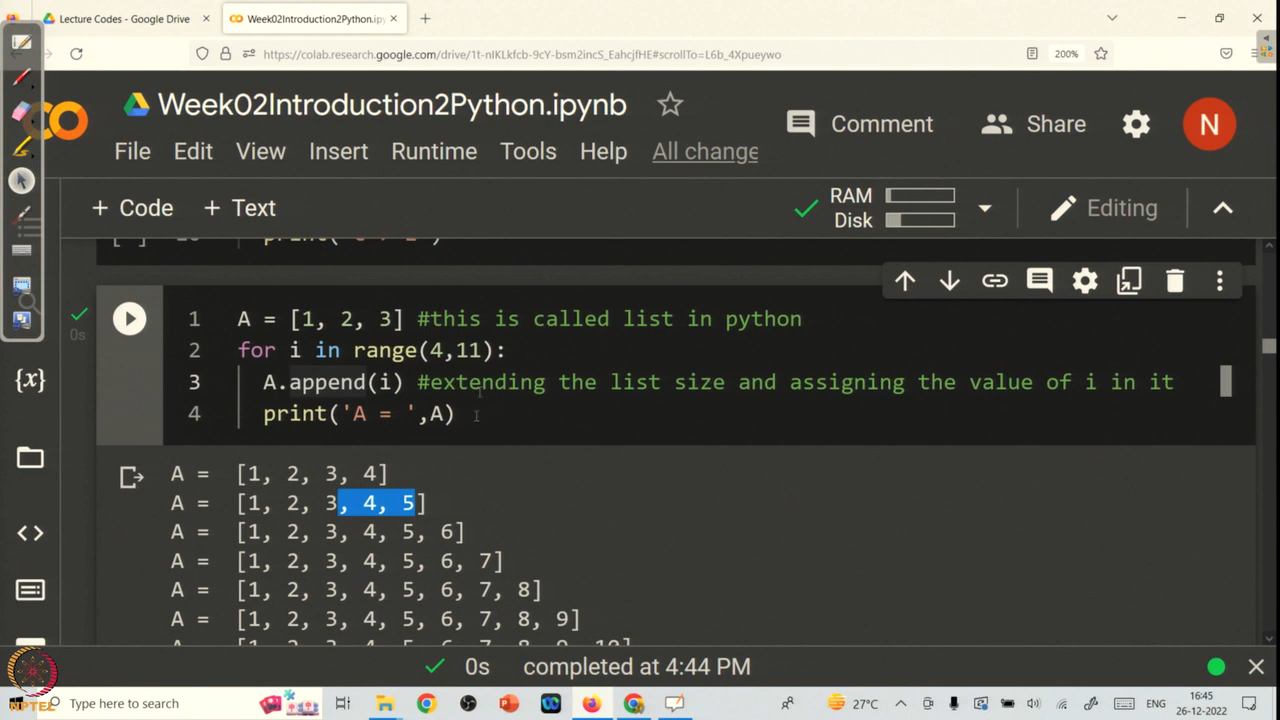 Lecture Codes - Google Drive
Week02Introduction2Python.ipynb
https://colab.research.google.com/drive/1t-nIKLkfcb-9cY-bsm2incS_EahcjfHE#scrollTo=L6b_4Xpueywo
200%
Week02Introduction2Python.ipynb
Comment
Share
N
File Edit View Insert Runtime Tools Help All change
+ Code + Text
RAM
Disk
Editing
1 A = [1, 2, 3] #this is called list in python
2 for i in range(4,11):
3 A.append(i) #extending the list size and assigning the value of i in it
4 print('A = ',A)
0s
{x}
A = [1, 2, 3, 4]
A = [1, 2, 3, 4, 5]
A = [1, 2, 3, 4, 5, 6]
A = [1, 2, 3, 4, 5, 6, 7]
A = [1, 2, 3, 4, 5, 6, 7, 8]
A = [1, 2, 3, 4, 5, 6, 7, 8, 9]
0s completed at 4:44 PM
NPTEL
Type here to search
27°C
ENG
16:45
26-12-2022